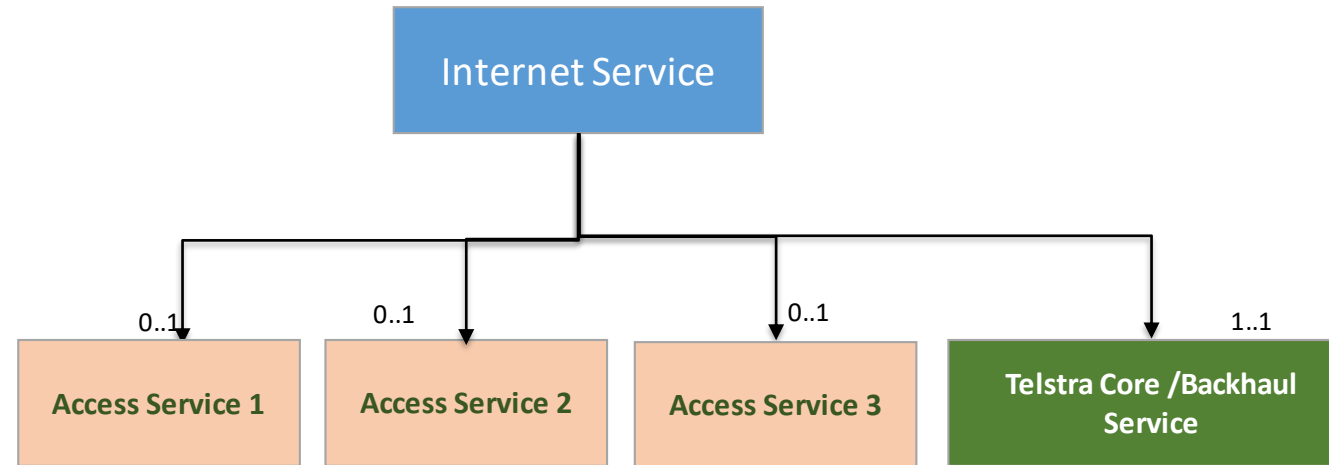 Internet Service
0..1
0..1
0..1
1..1
Access Service 1
Access Service 2
Access Service 3
Telstra Core /Backhaul
Service